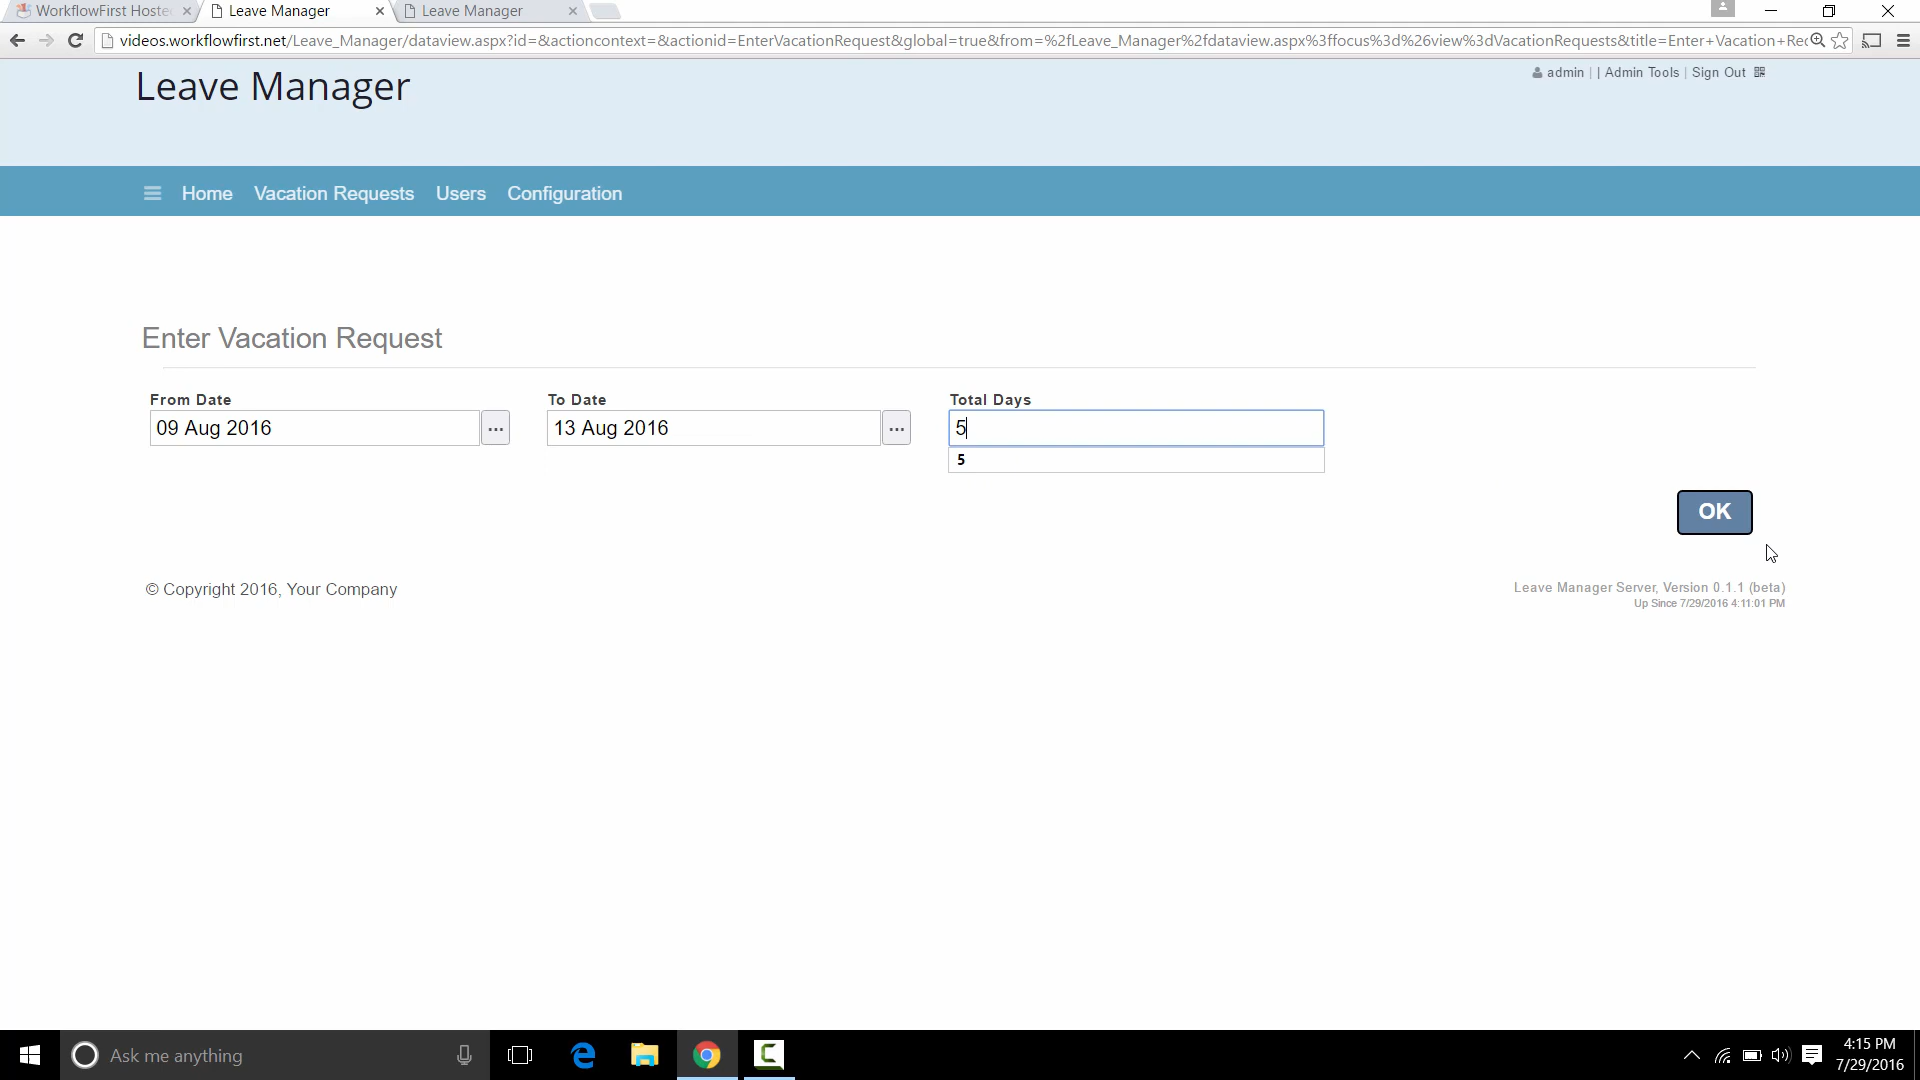 WorkflowFirst Hoste
Leave Manager
Leave Manager
videos.workflowfirst.net/Leave_Manager/dataview.aspx?id=&actioncontext=&actionid=EnterVacationRequest&global=true&from=%2fLeave_Manager%2fdataview.aspx%3ffocus%3d%26view%3dVacationRequests&title=Enter+Vacation+Rec
Leave Manager
admin | | Admin Tools | Sign Out
Home Vacation Requests Users Configuration
Enter Vacation Request
From Date To Date Total Days
09 Aug 2016 ... 13 Aug 2016 ... 5
5
OK
© Copyright 2016, Your Company
Leave Manager Server, Version 0.1.1 (beta)
Up Since 7/29/2016 4:11:01 PM
Ask me anything
4:15 PM
7/29/2016